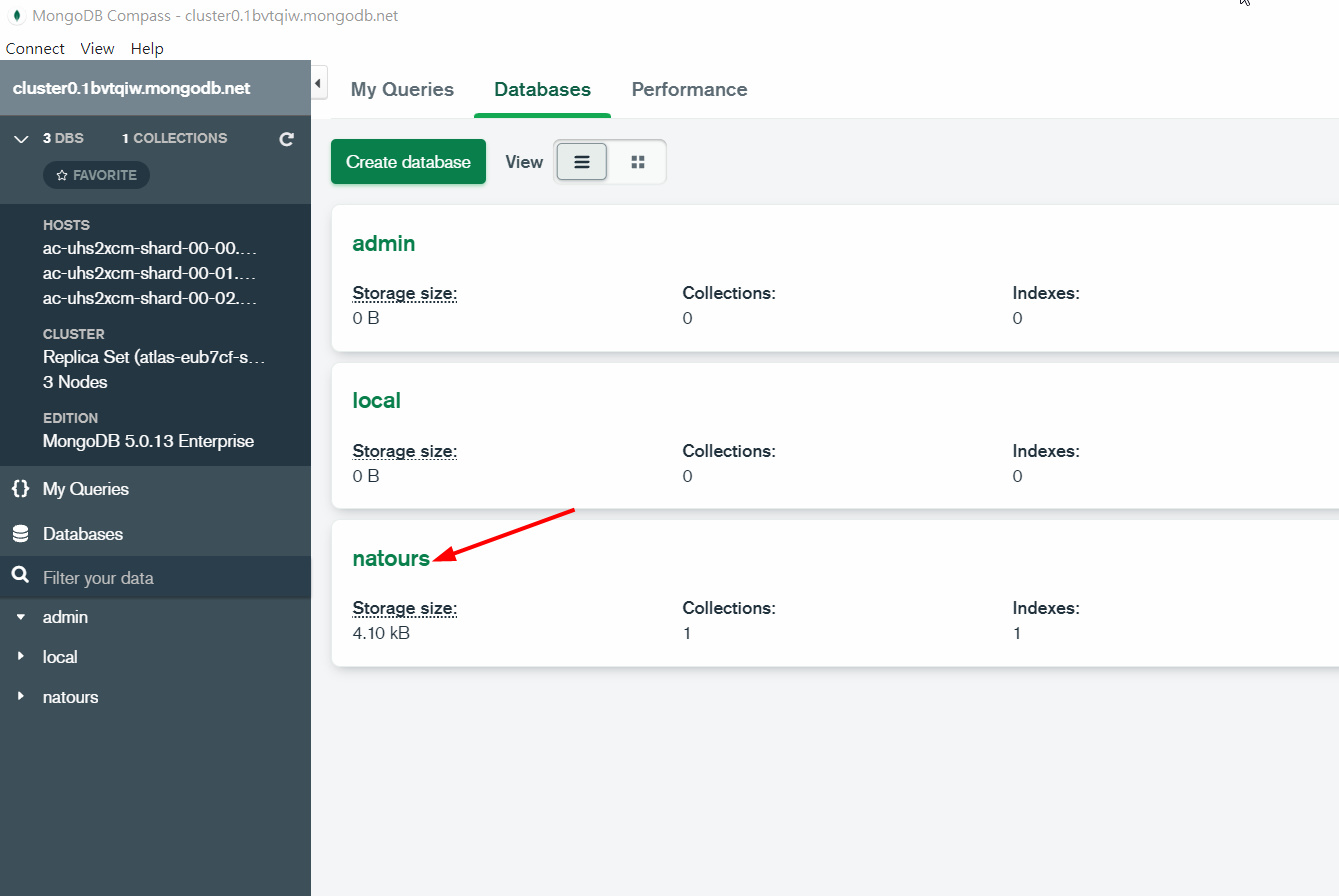 MongoDB Compass - cluster0.1bvtqiw.mongodb.net
Connect View Help
cluster0.1bvtqiw.mongodb.net
3 DBS 1 COLLECTIONS
FAVORITE
HOSTS
ac-uhs2xcm-shard-00-00....
ac-uhs2xcm-shard-00-01....
ac-uhs2xcm-shard-00-02....
CLUSTER
Replica Set (atlas-eub7cf-s...
3 Nodes
EDITION
MongoDB 5.0.13 Enterprise
{} My Queries
Databases
Filter your data
admin
local
natours
My Queries Databases Performance
Create database View
admin
Storage size: Collections: Indexes:
0 B 0 0
local
Storage size: Collections: Indexes:
0 B 0 0
natours
Storage size: Collections: Indexes:
4.10 kB 1 1